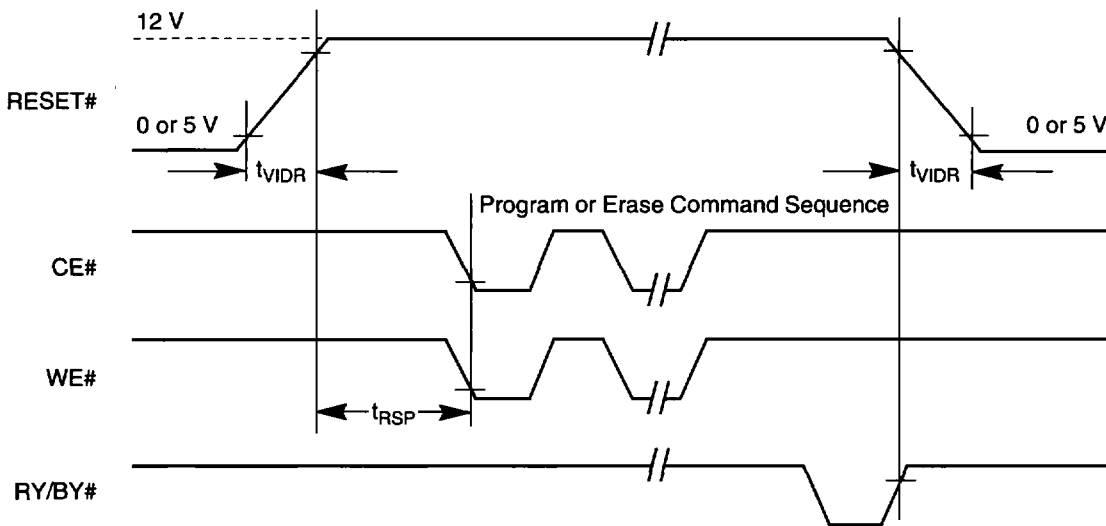 12 V
RESET#
0 or 5 V
0 or 5 V
tVIDR
tVIDR
Program or Erase Command Sequence
CE#
WE#
tRSP
RY/BY#